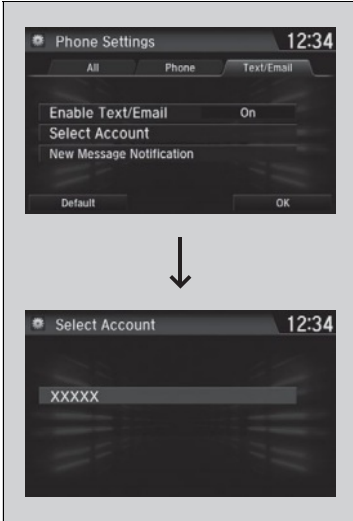 Phone Settings 12:34
All Phone Text/Email
Enable Text/Email On
Select Account
New Message Notification
Default OK
Select Account 12:34
XXXXX